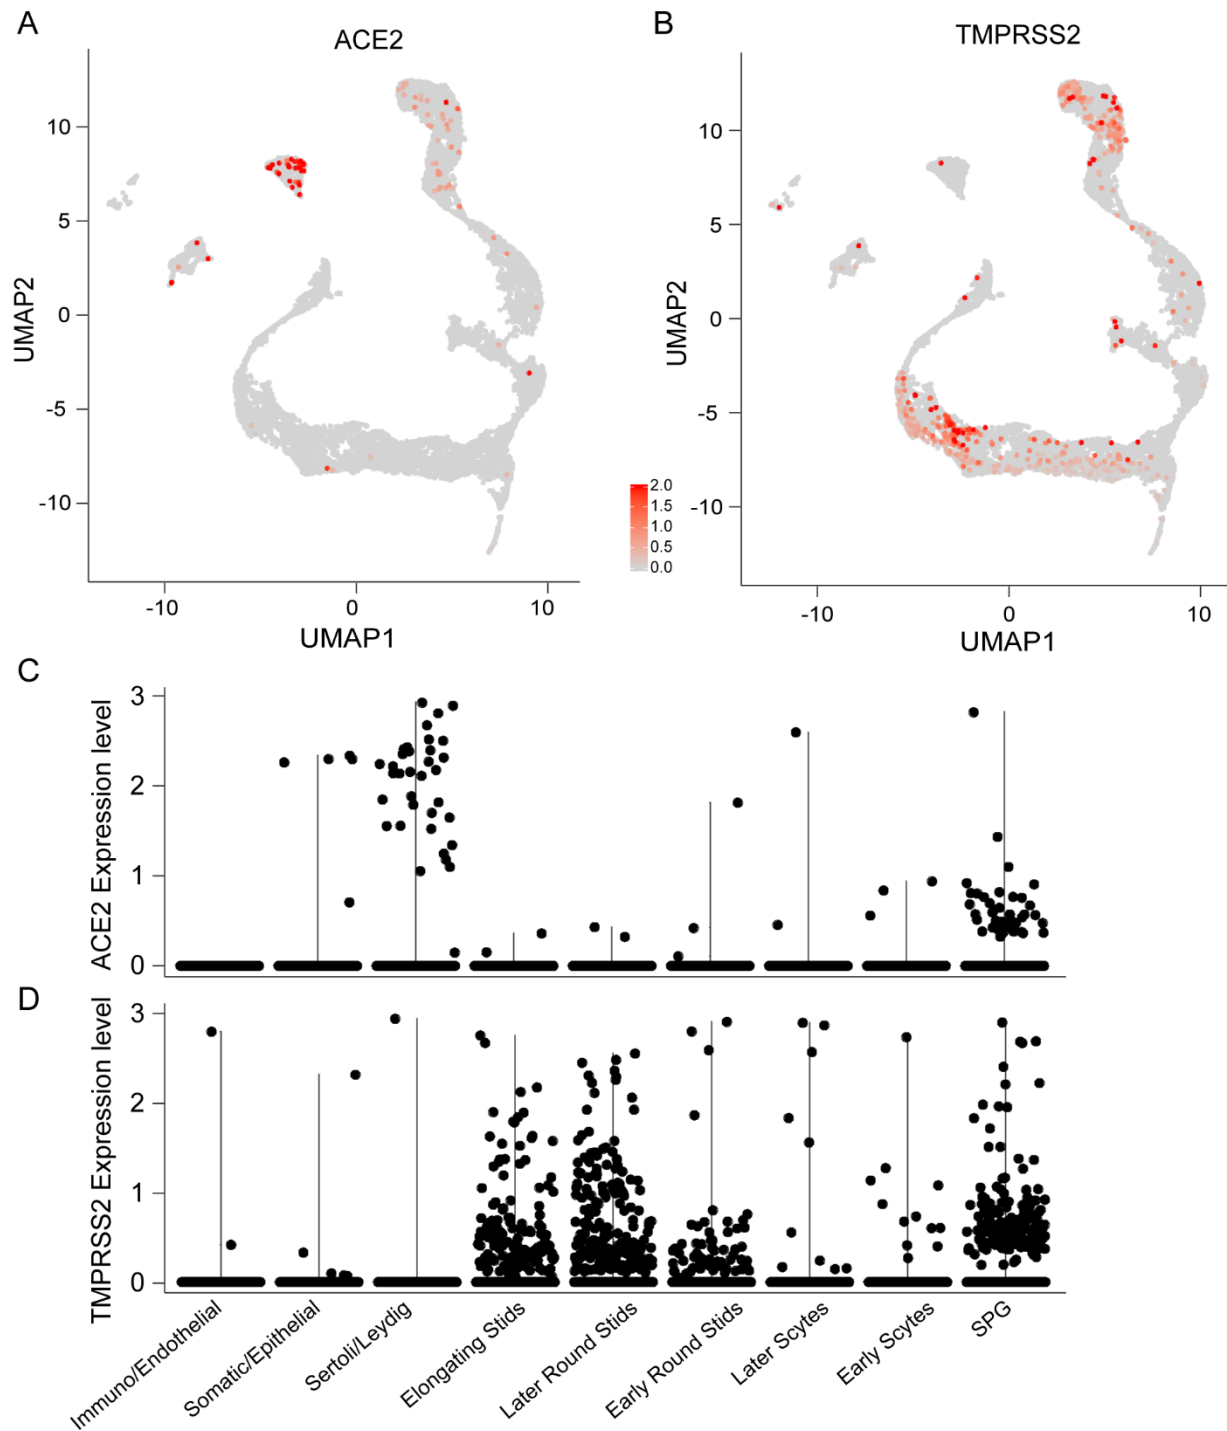 A
ACE2
B
TMPRSS2
10
5
0
-5
-10
UMAP2
-10
0
10
UMAP1
10
5
0
-5
-10
UMAP2
2.0
1.5
1.0
0.5
0.0
-10
0
10
UMAP1
C
3
2
1
0
ACE2 Expression level
D
3
2
1
0
TMPRSS2 Expression level
Immuno/Endothelial
Somatic/Epithelial
Sertoli/Leydig
Elongating Stids
Later Round Stids
Early Round Stids
Later Scytes
Early Scytes
SPG